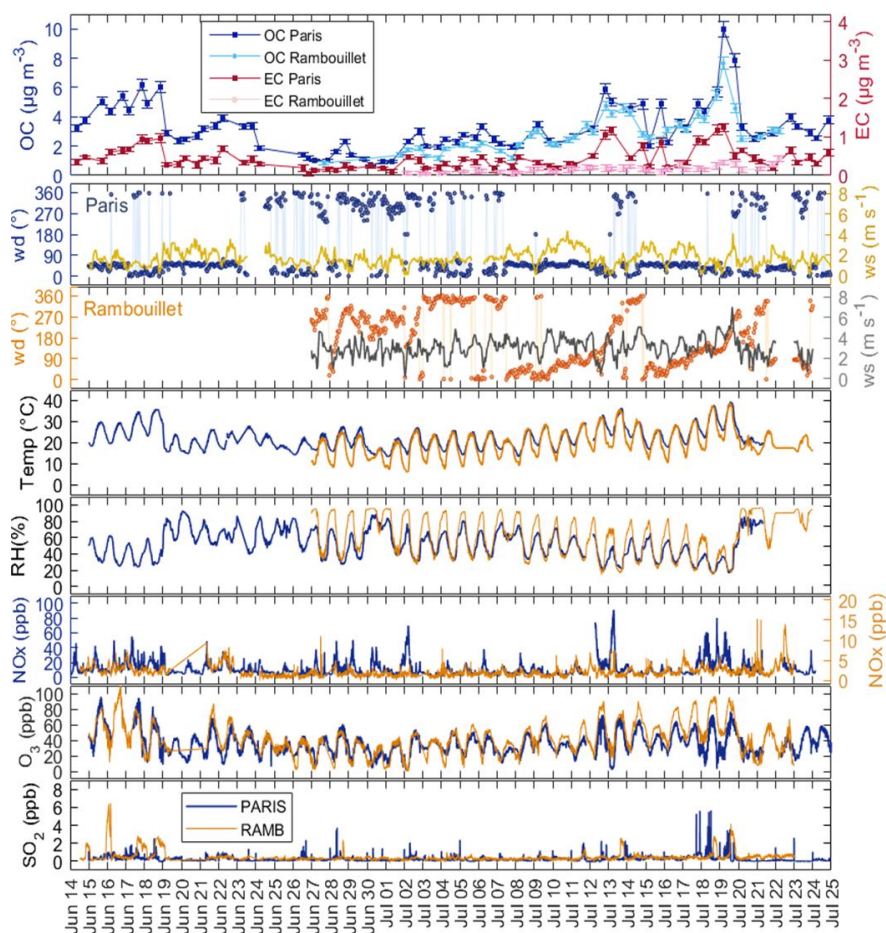 OC (µg m⁻³)
10
8
6
4
2
0
OC Paris
OC Rambouillet
EC Paris
EC Rambouillet
4
3
2
1
0
EC (µg m⁻³)
wd (°)
360
270
180
90
0
Paris
8
6
4
2
0
ws (m s⁻¹)
wd (°)
360
270
180
90
0
Rambouillet
8
6
4
2
0
ws (m s⁻¹)
Temp (°C)
40
30
20
10
0
RH(%)
100
80
60
40
20
0
NOx (ppb)
100
80
60
40
20
0
20
15
10
5
0
NOx (ppb)
O₃ (ppb)
100
80
60
40
20
0
SO₂ (ppb)
8
6
4
2
0
PARIS
RAMB
Jun 14
Jun 15
Jun 16
Jun 17
Jun 18
Jun 19
Jun 20
Jun 21
Jun 22
Jun 23
Jun 24
Jun 25
Jun 26
Jun 27
Jun 28
Jun 29
Jun 30
Jul 01
Jul 02
Jul 03
Jul 04
Jul 05
Jul 06
Jul 07
Jul 08
Jul 09
Jul 10
Jul 11
Jul 12
Jul 13
Jul 14
Jul 15
Jul 16
Jul 17
Jul 18
Jul 19
Jul 20
Jul 21
Jul 22
Jul 23
Jul 24
Jul 25